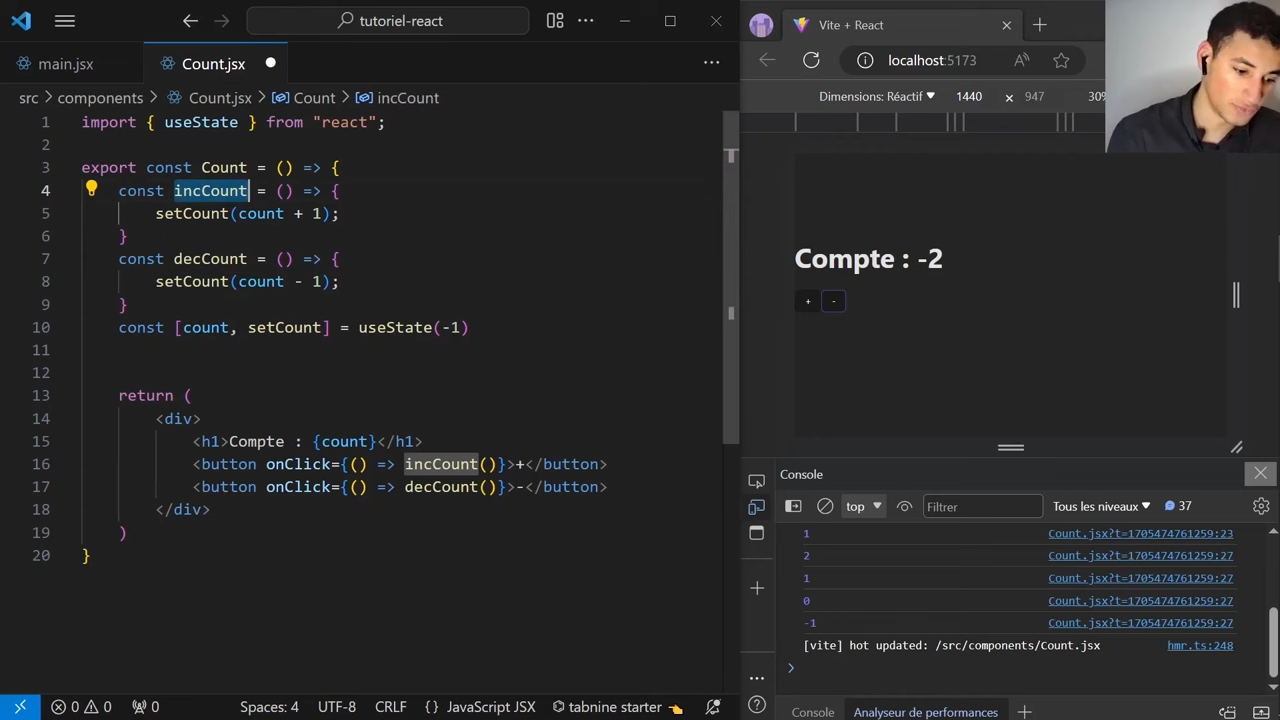 tutoriel-react
main.jsx
Count.jsx
src > components > Count.jsx > Count > incCount
1 import { useState } from "react";
2
3 export const Count = () => {
4 const incCount = () => {
5 setCount(count + 1);
6 }
7 const decCount = () => {
8 setCount(count - 1);
9 }
10 const [count, setCount] = useState(-1)
11
12
13 return (
14 <div>
15 <h1>Compte : {count}</h1>
16 <button onClick={() => incCount()}>+</button>
17 <button onClick={() => decCount()}>-</button>
18 </div>
19 )
20 }
0 0 0 Spaces: 4 UTF-8 CRLF {} JavaScript JSX tabnine starter
Vite + React
localhost:5173
Dimensions: Réactif 1440 × 947 30%
Compte : -2
+ -
Console
top Filtrer Tous les niveaux 37
1 Count.jsx?t=1705474761259:23
2 Count.jsx?t=1705474761259:27
1 Count.jsx?t=1705474761259:27
0 Count.jsx?t=1705474761259:27
-1 Count.jsx?t=1705474761259:27
[vite] hot updated: /src/components/Count.jsx hmr.ts:248
Console Analyseur de performances